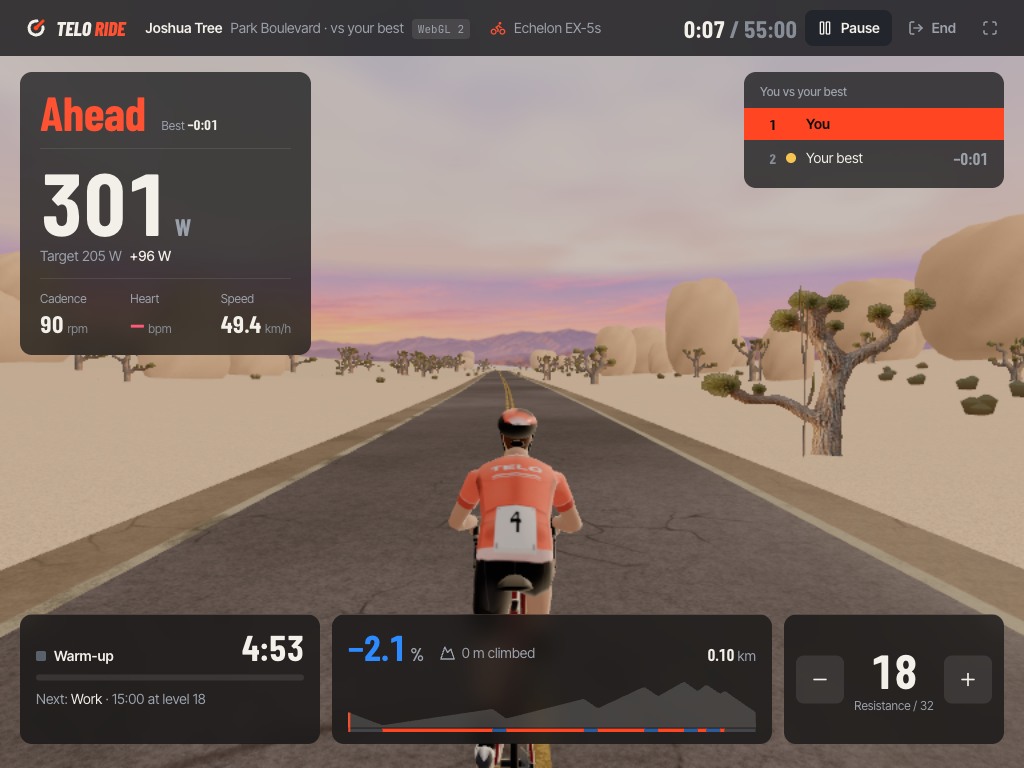 TELO RIDE
Joshua Tree Park Boulevard · vs your best WebGL 2
Echelon EX-5s
0:07 / 55:00
Pause
End
Ahead Best −0:01
301 W
Target 205 W +96 W
Cadence Heart Speed
90 rpm — bpm 49.4 km/h
You vs your best
1 You
2 Your best −0:01
TELO
4
Warm-up 4:53
Next: Work · 15:00 at level 18
−2.1 % 0 m climbed 0.10 km
− 18 +
Resistance / 32